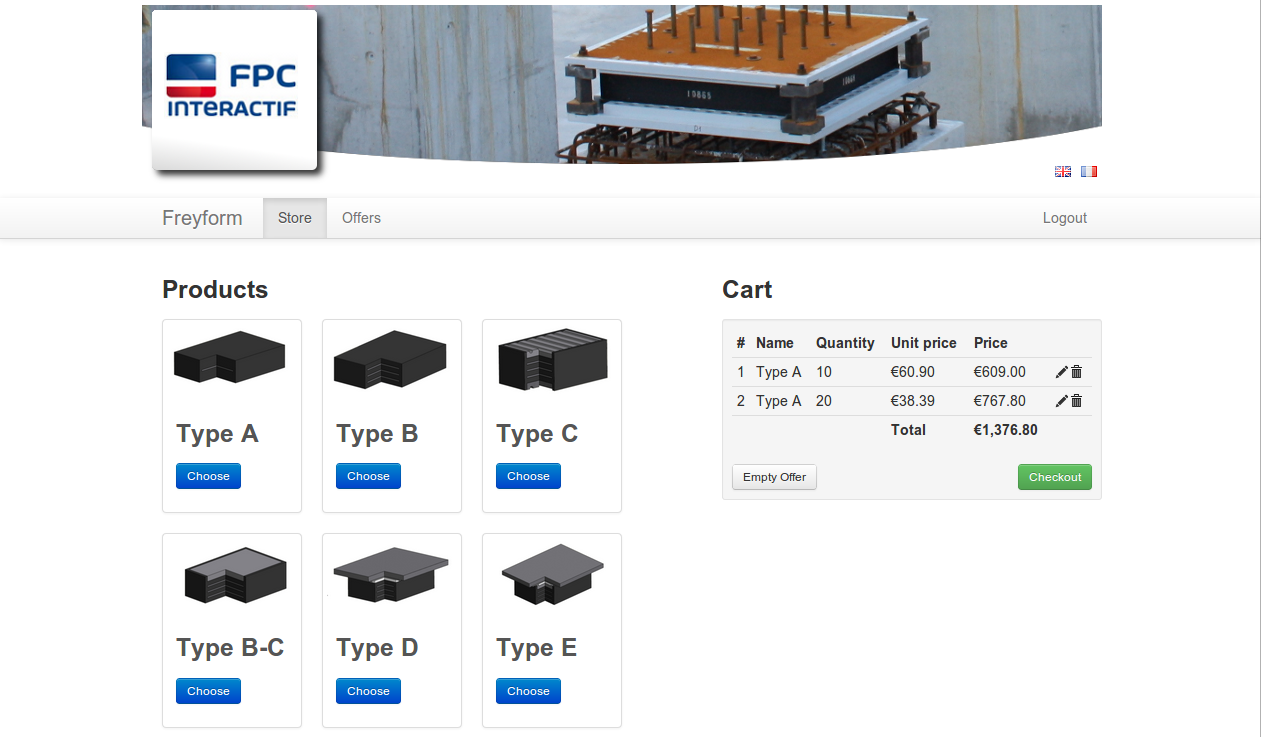 FPC
INTERACTIF
10865
Freyform Store Offers Logout
Products
Type A Type B Type C
Choose Choose Choose
Type B-C Type D Type E
Choose Choose Choose
Cart
# Name Quantity Unit price Price
1 Type A 10 €60.90 €609.00
2 Type A 20 €38.39 €767.80
Total €1,376.80
Empty Offer Checkout